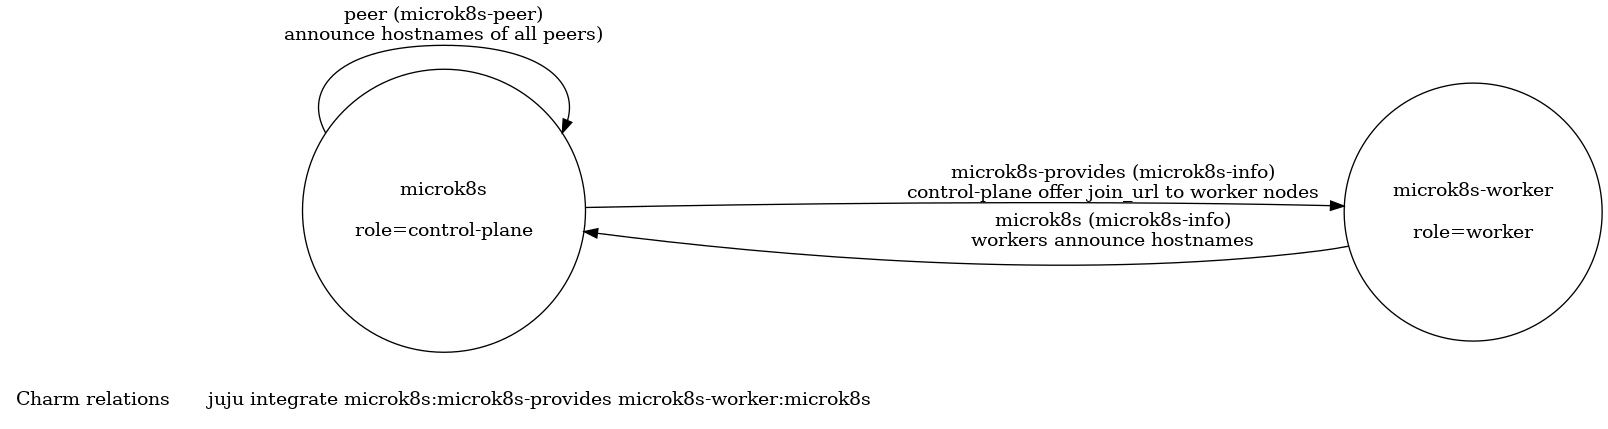 peer (microk8s-peer)
announce hostnames of all peers)
microk8s
role=control-plane
microk8s-provides (microk8s-info)
control-plane offer join_url to worker nodes
microk8s (microk8s-info)
workers announce hostnames
microk8s-worker
role=worker
Charm relations
juju integrate microk8s:microk8s-provides microk8s-worker:microk8s